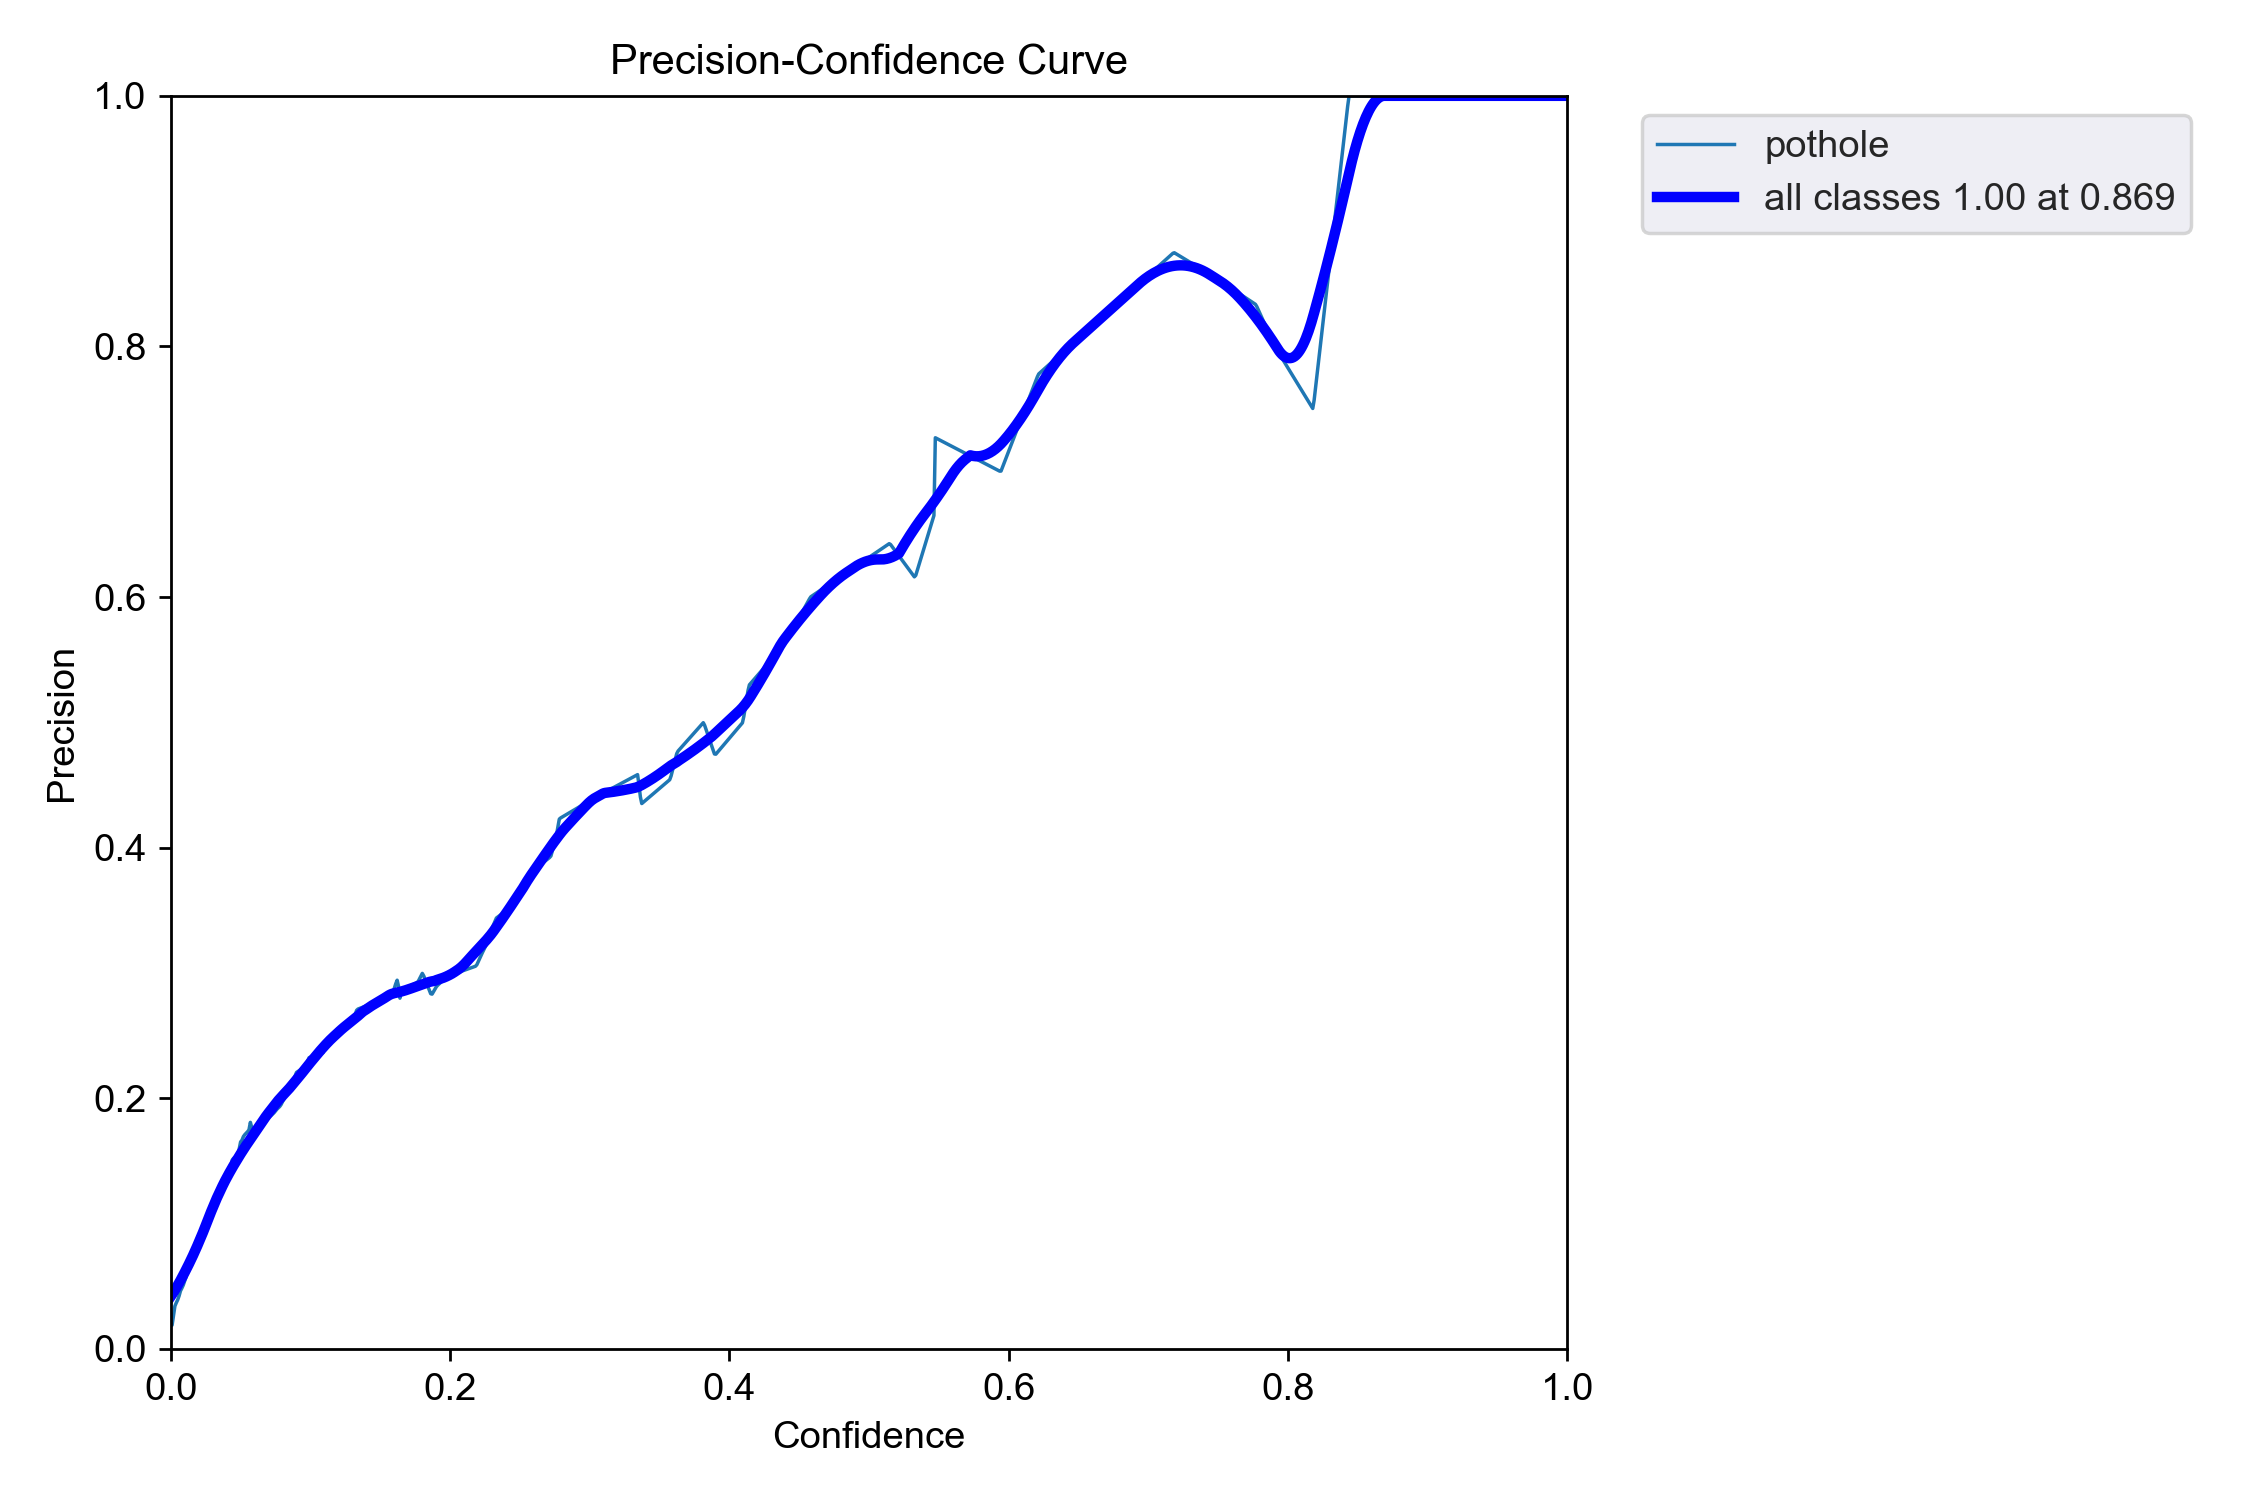 Precision-Confidence Curve
1.0
0.8
0.6
0.4
0.2
0.0
Precision
0.0 0.2 0.4 0.6 0.8 1.0
Confidence
pothole
all classes 1.00 at 0.869